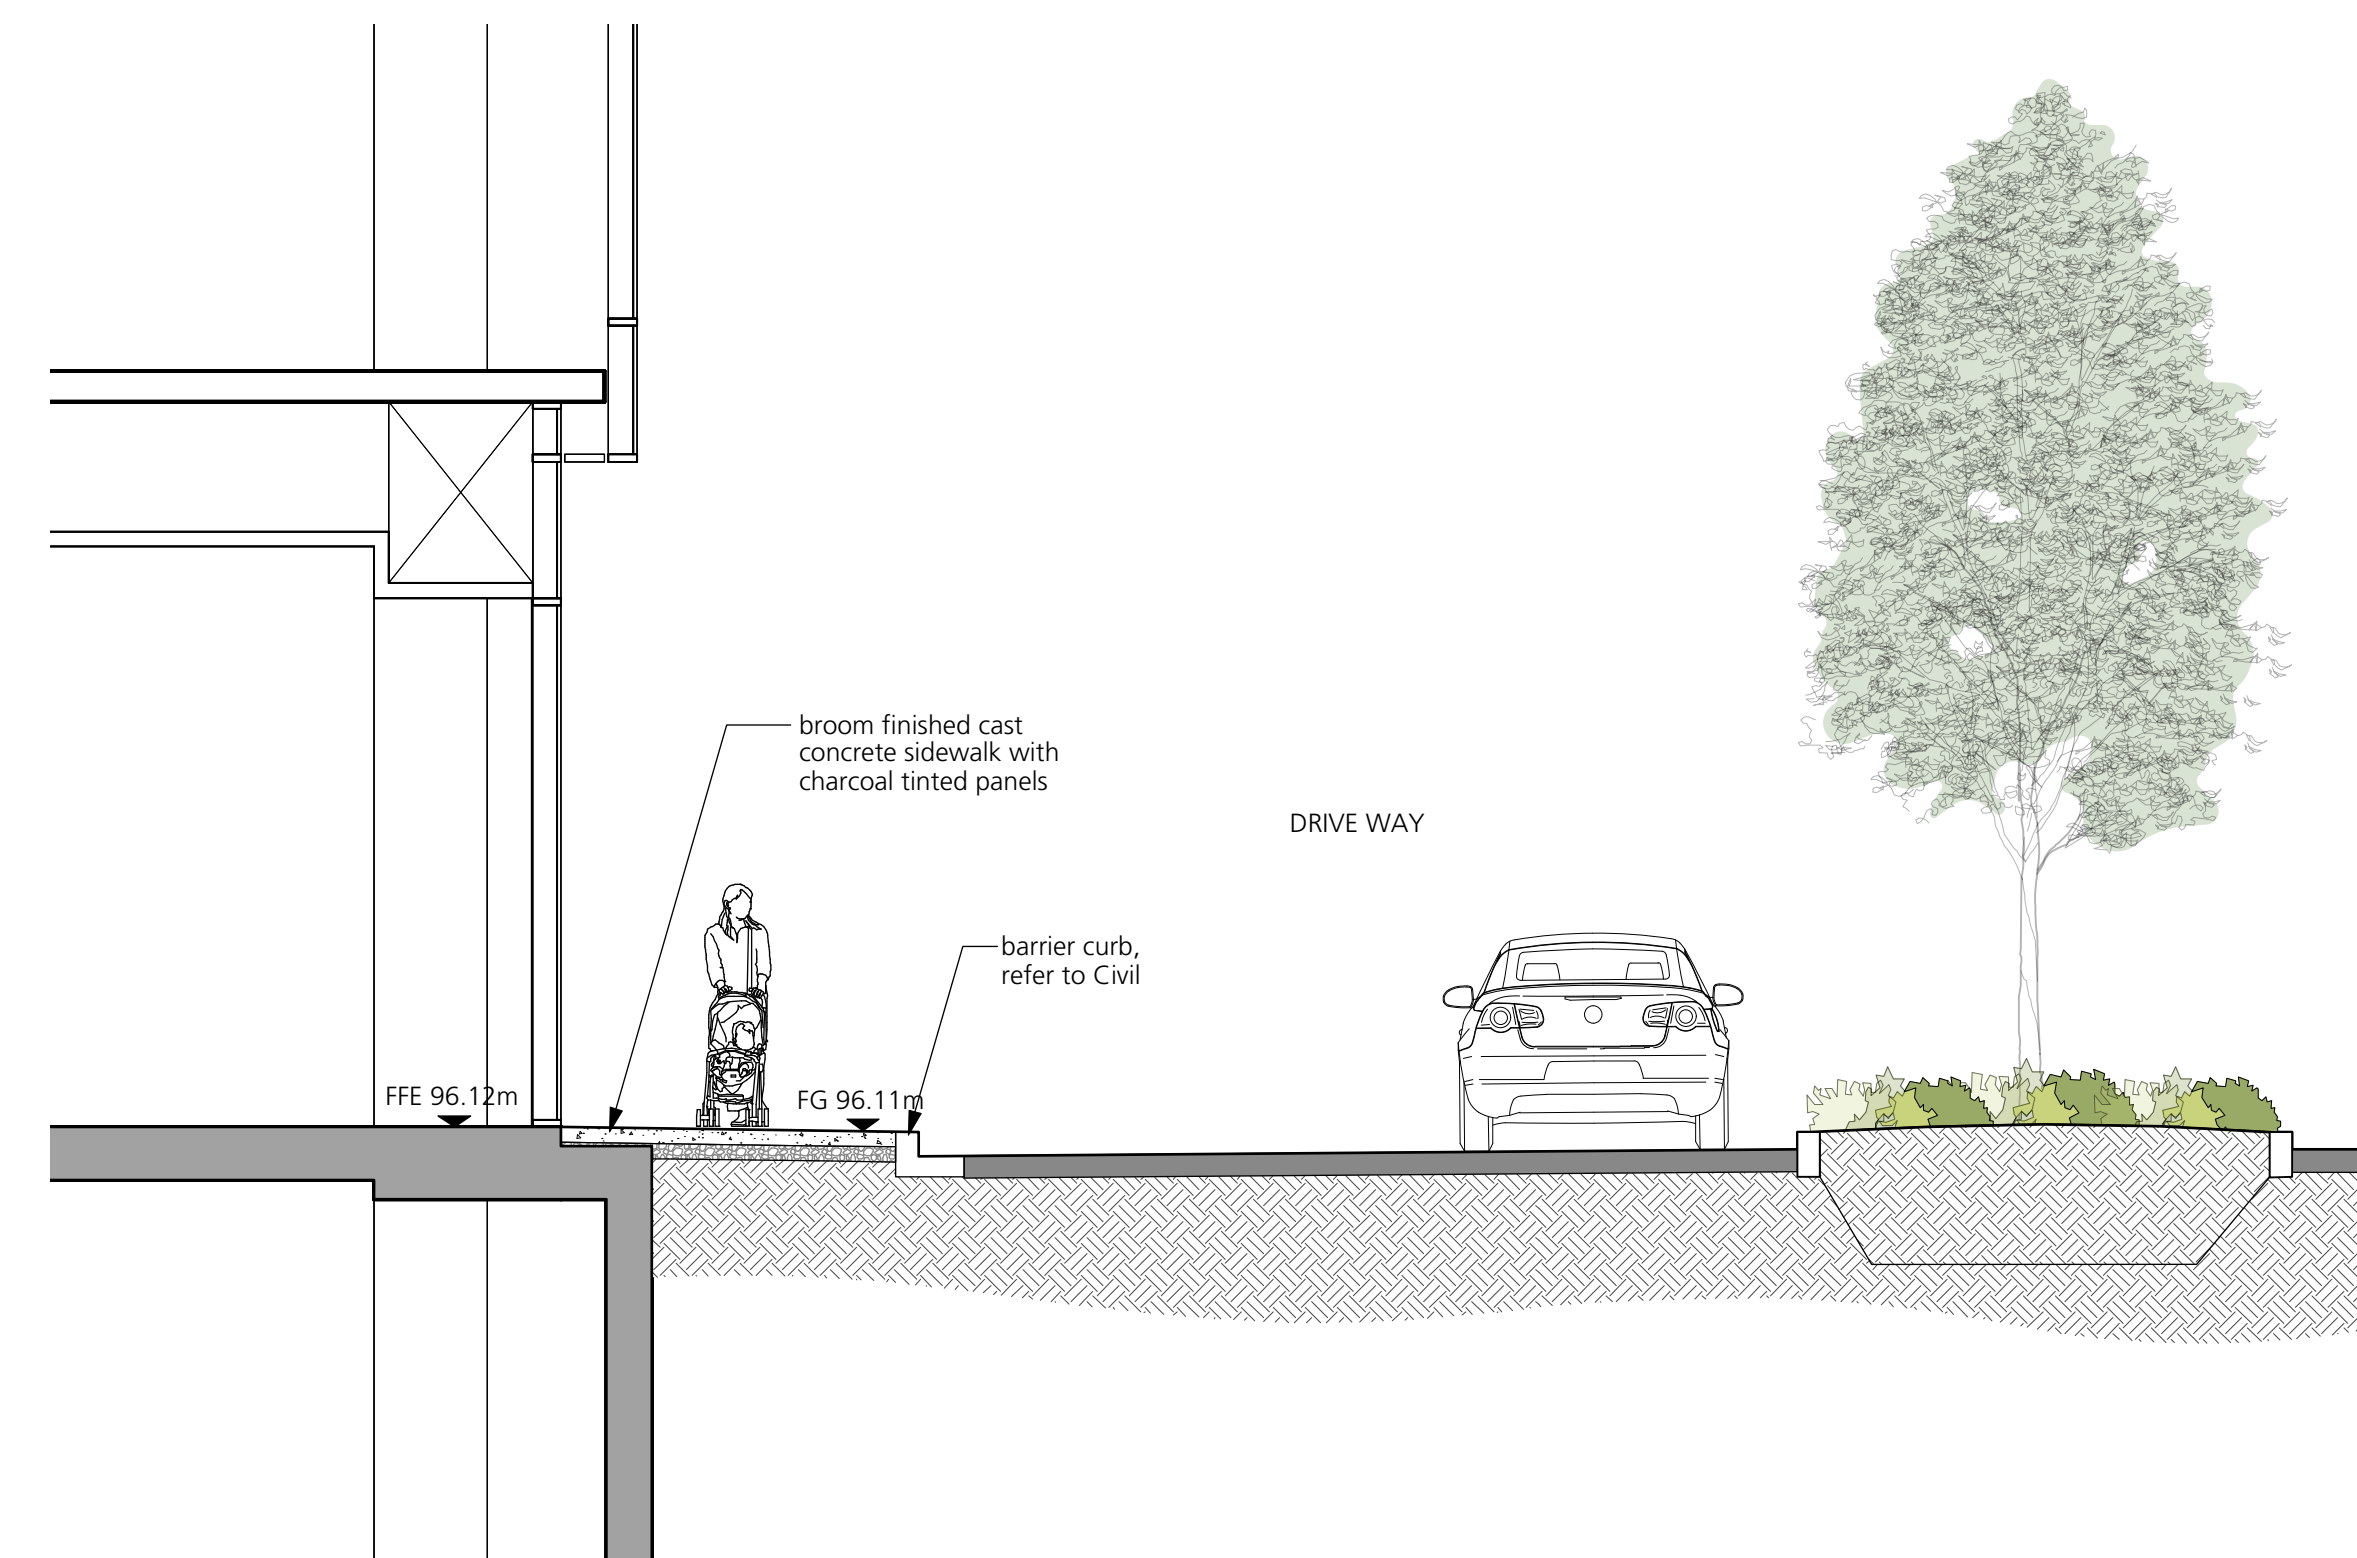 broom finished cast
concrete sidewalk with
charcoal tinted panels
DRIVE WAY
barrier curb,
refer to Civil
FFE 96.12m
FG 96.11m